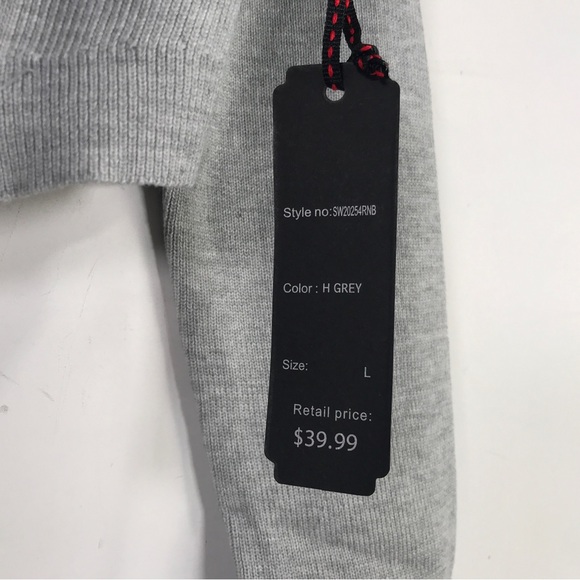 Style no:SW20254RNB
Color : H GREY
Size: L
Retail price:
$39.99